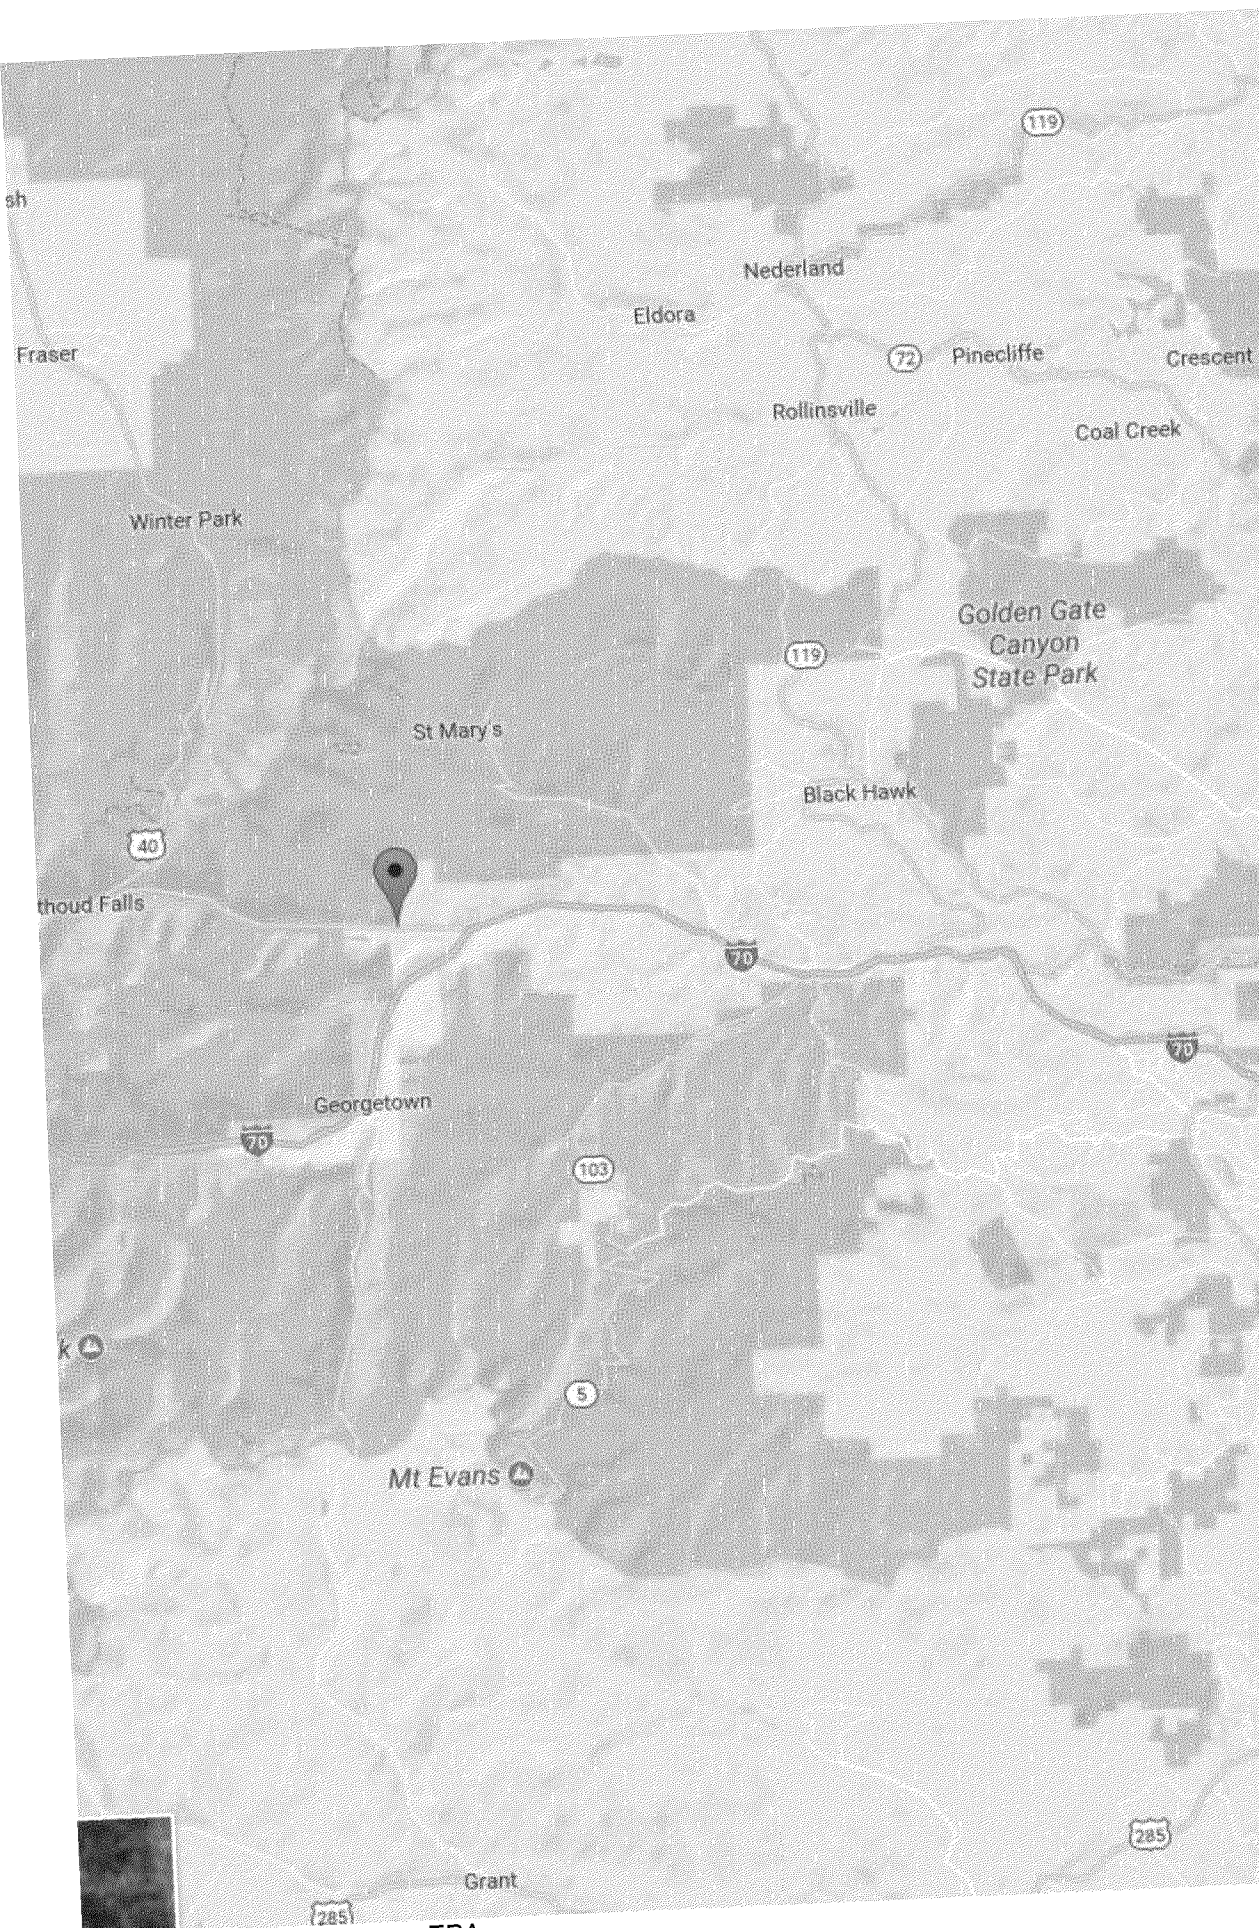 119
sh
Nederland
Eldora
Fraser
72
Pinecliffe
Crescent
Rollinsville
Coal Creek
Winter Park
Golden Gate
Canyon
State Park
119
St Mary's
Black Hawk
40
thoud Falls
70
70
Georgetown
70
103
k
5
Mt Evans
285
Grant
285